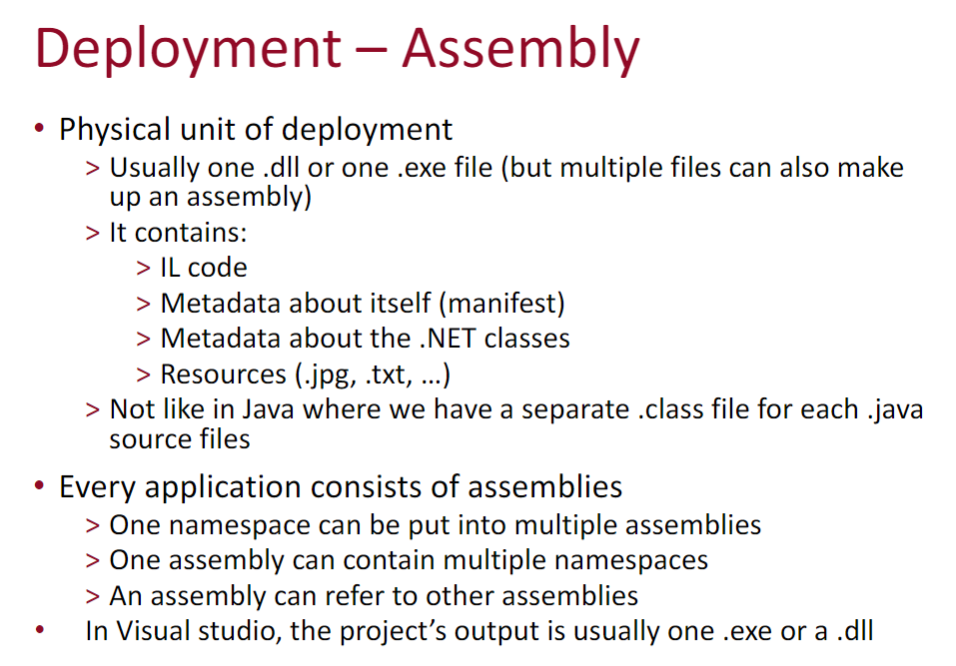 Deployment – Assembly
• Physical unit of deployment
> Usually one .dll or one .exe file (but multiple files can also make
up an assembly)
> It contains:
> IL code
> Metadata about itself (manifest)
> Metadata about the .NET classes
> Resources (.jpg, .txt, …)
> Not like in Java where we have a separate .class file for each .java
source files
• Every application consists of assemblies
> One namespace can be put into multiple assemblies
> One assembly can contain multiple namespaces
> An assembly can refer to other assemblies
• In Visual studio, the project’s output is usually one .exe or a .dll